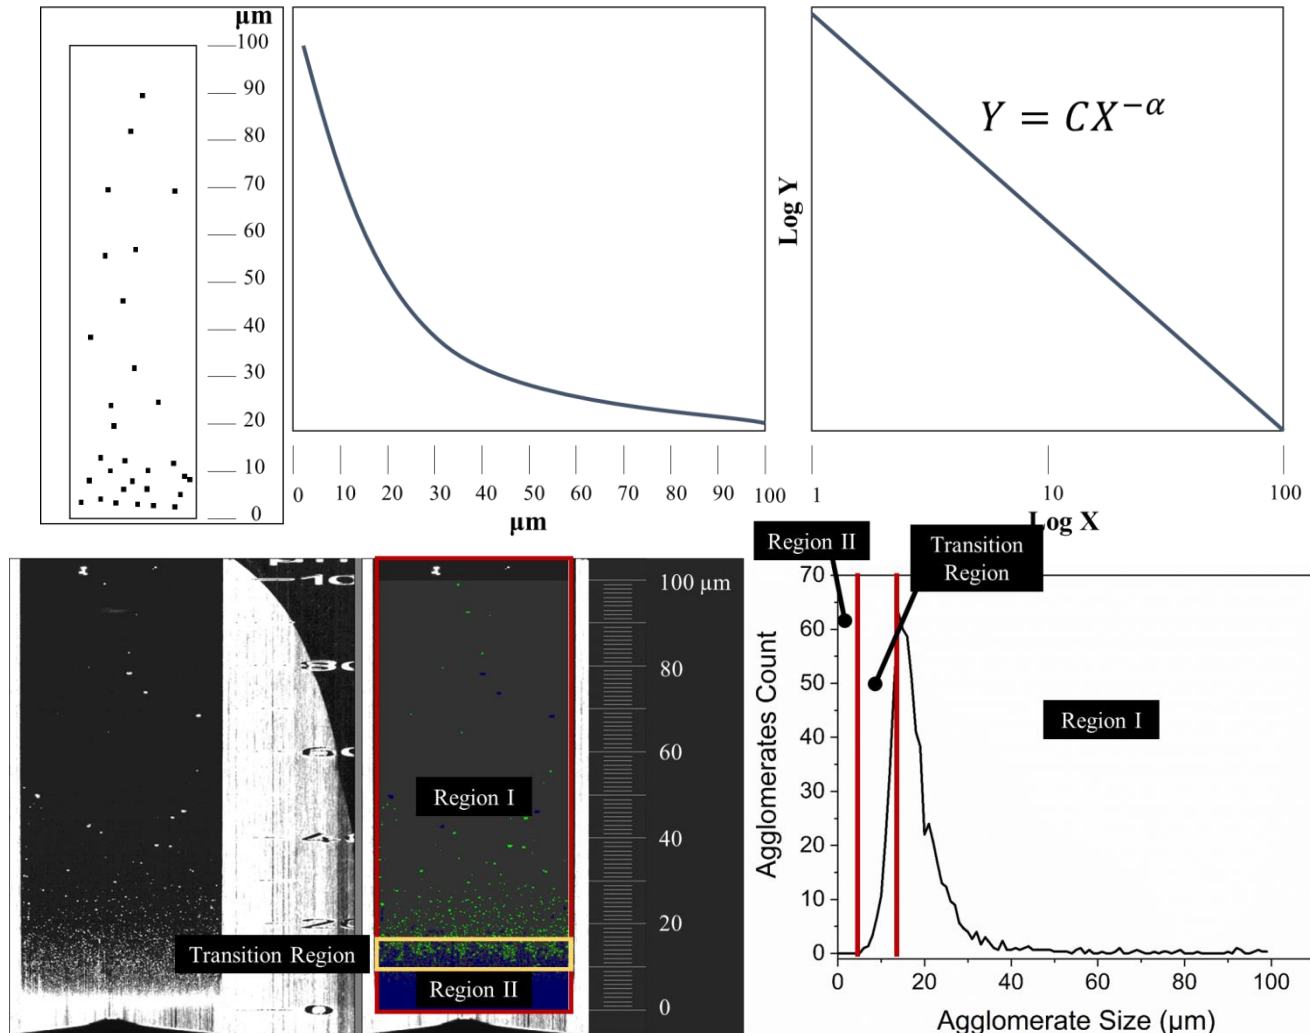 µm
100
90
80
70
60
50
40
30
20
10
0
0 10 20 30 40 50 60 70 80 90 100
µm
Y = CX^{-α}
Log Y
1 10 100
Log X
Region II
Transition
Region
100 µm
80
60
40
20
0
Region I
Transition Region
Region II
0
70
60
50
40
30
20
10
0
Agglomerates Count
Region I
0 20 40 60 80 100
Agglomerate Size (µm)